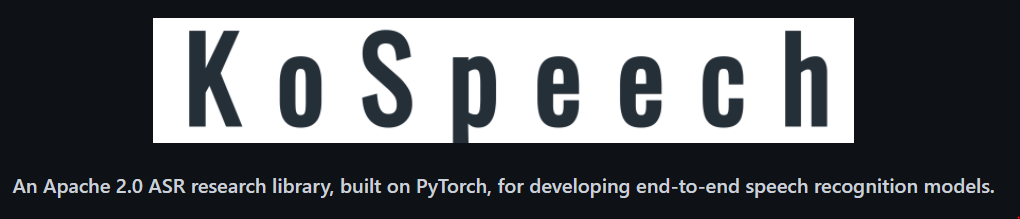 KoSpeech
An Apache 2.0 ASR research library, built on PyTorch, for developing end-to-end speech recognition models.